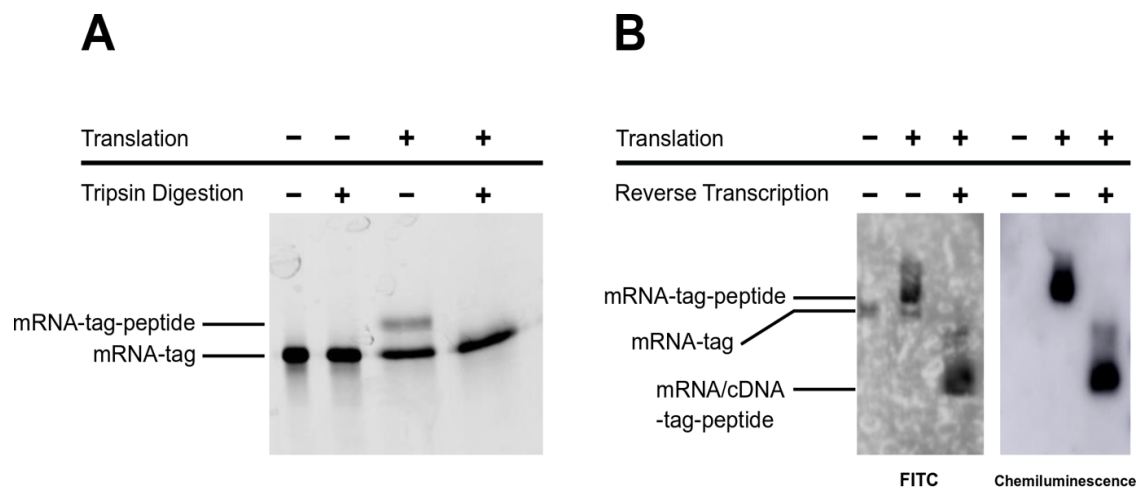 A
Translation − − + +
Tripsin Digestion − + − +
mRNA-tag-peptide
mRNA-tag
B
Translation − + + − + +
Reverse Transcription − − + − − +
mRNA-tag-peptide
mRNA-tag
mRNA/cDNA
-tag-peptide
FITC
Chemiluminescence